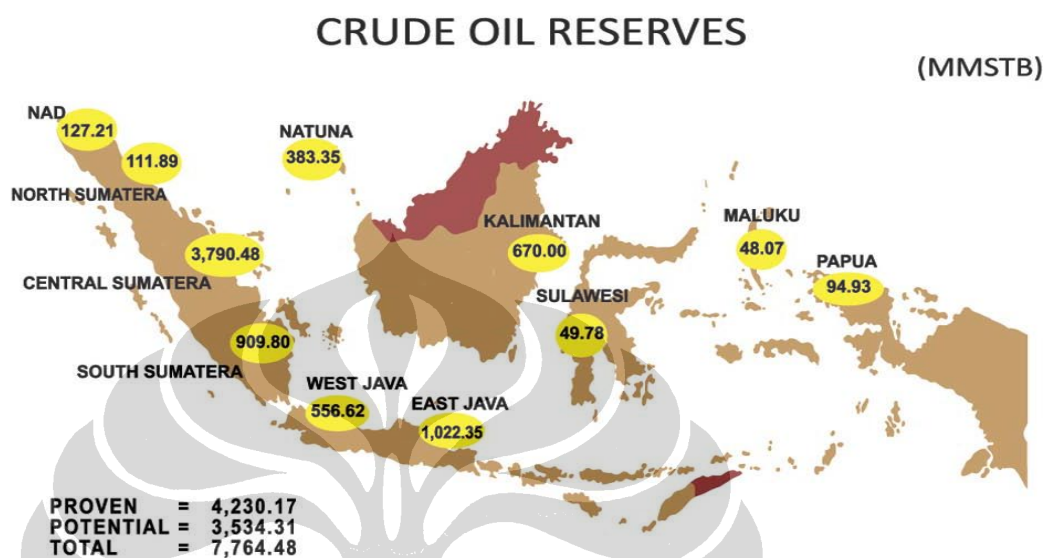 CRUDE OIL RESERVES
(MMSTB)
NAD
127.21
111.89
NORTH SUMATERA
NATUNA
383.35
3,790.48
CENTRAL SUMATERA
KALIMANTAN
670.00
MALUKU
48.07
PAPUA
94.93
SULAWESI
49.78
909.80
SOUTH SUMATERA
WEST JAVA
556.62
EAST JAVA
1,022.35
PROVEN = 4,230.17
POTENTIAL = 3,534.31
TOTAL = 7,764.48